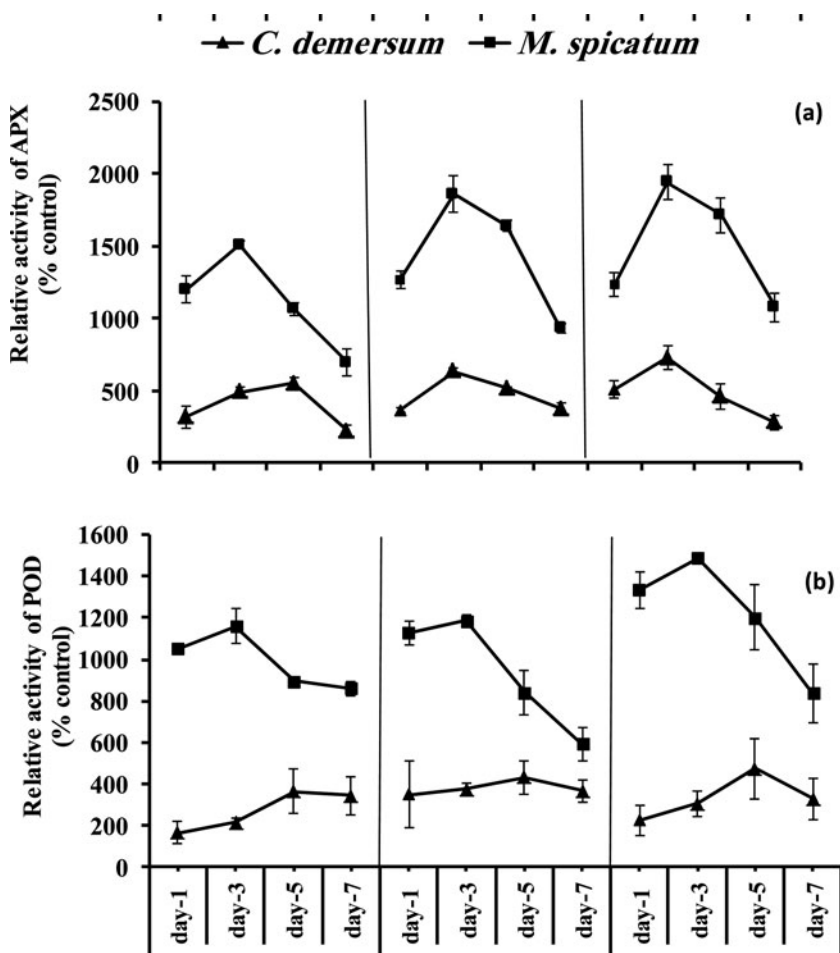 C. demersum M. spicatum
(a)
Relative activity of APX
(% control)
2500
2000
1500
1000
500
0
(b)
Relative activity of POD
(% control)
1600
1400
1200
1000
800
600
400
200
0
day-1 day-3 day-5 day-7 day-1 day-3 day-5 day-7 day-1 day-3 day-5 day-7